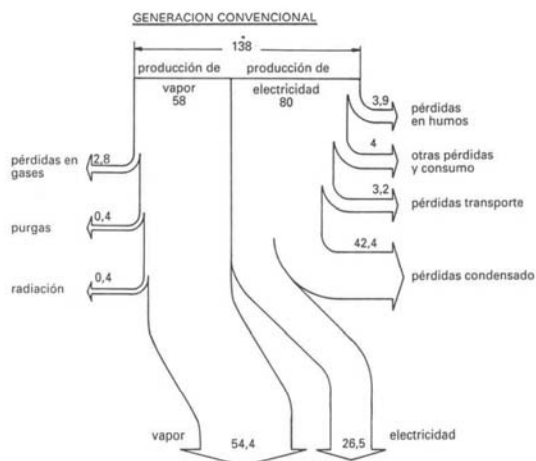 GENERACION CONVENCIONAL
138
producción de
vapor
58
producción de
electricidad
80
3,9
pérdidas
en humos
4
otras pérdidas
y consumo
3,2
pérdidas transporte
42,4
pérdidas condensado
pérdidas en
gases
2,8
purgas
0,4
radiación
0,4
vapor
54,4
26,5
electricidad